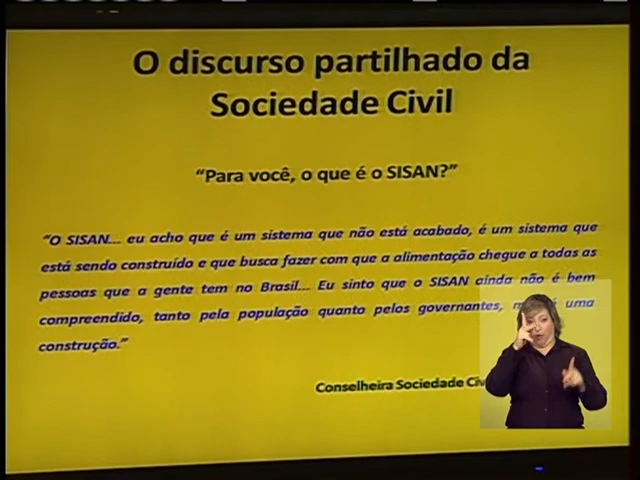 O discurso partilhado da
Sociedade Civil
“Para você, o que é o SISAN?”
“O SISAN... eu acho que é um sistema que não está acabado, é um sistema que
está sendo construído e que busca fazer com que a alimentação chegue a todas as
pessoas que a gente tem no Brasil... Eu sinto que o SISAN ainda não é bem
compreendido, tanto pela população quanto pelos governantes, é uma
construção.”
Conselheira Sociedade